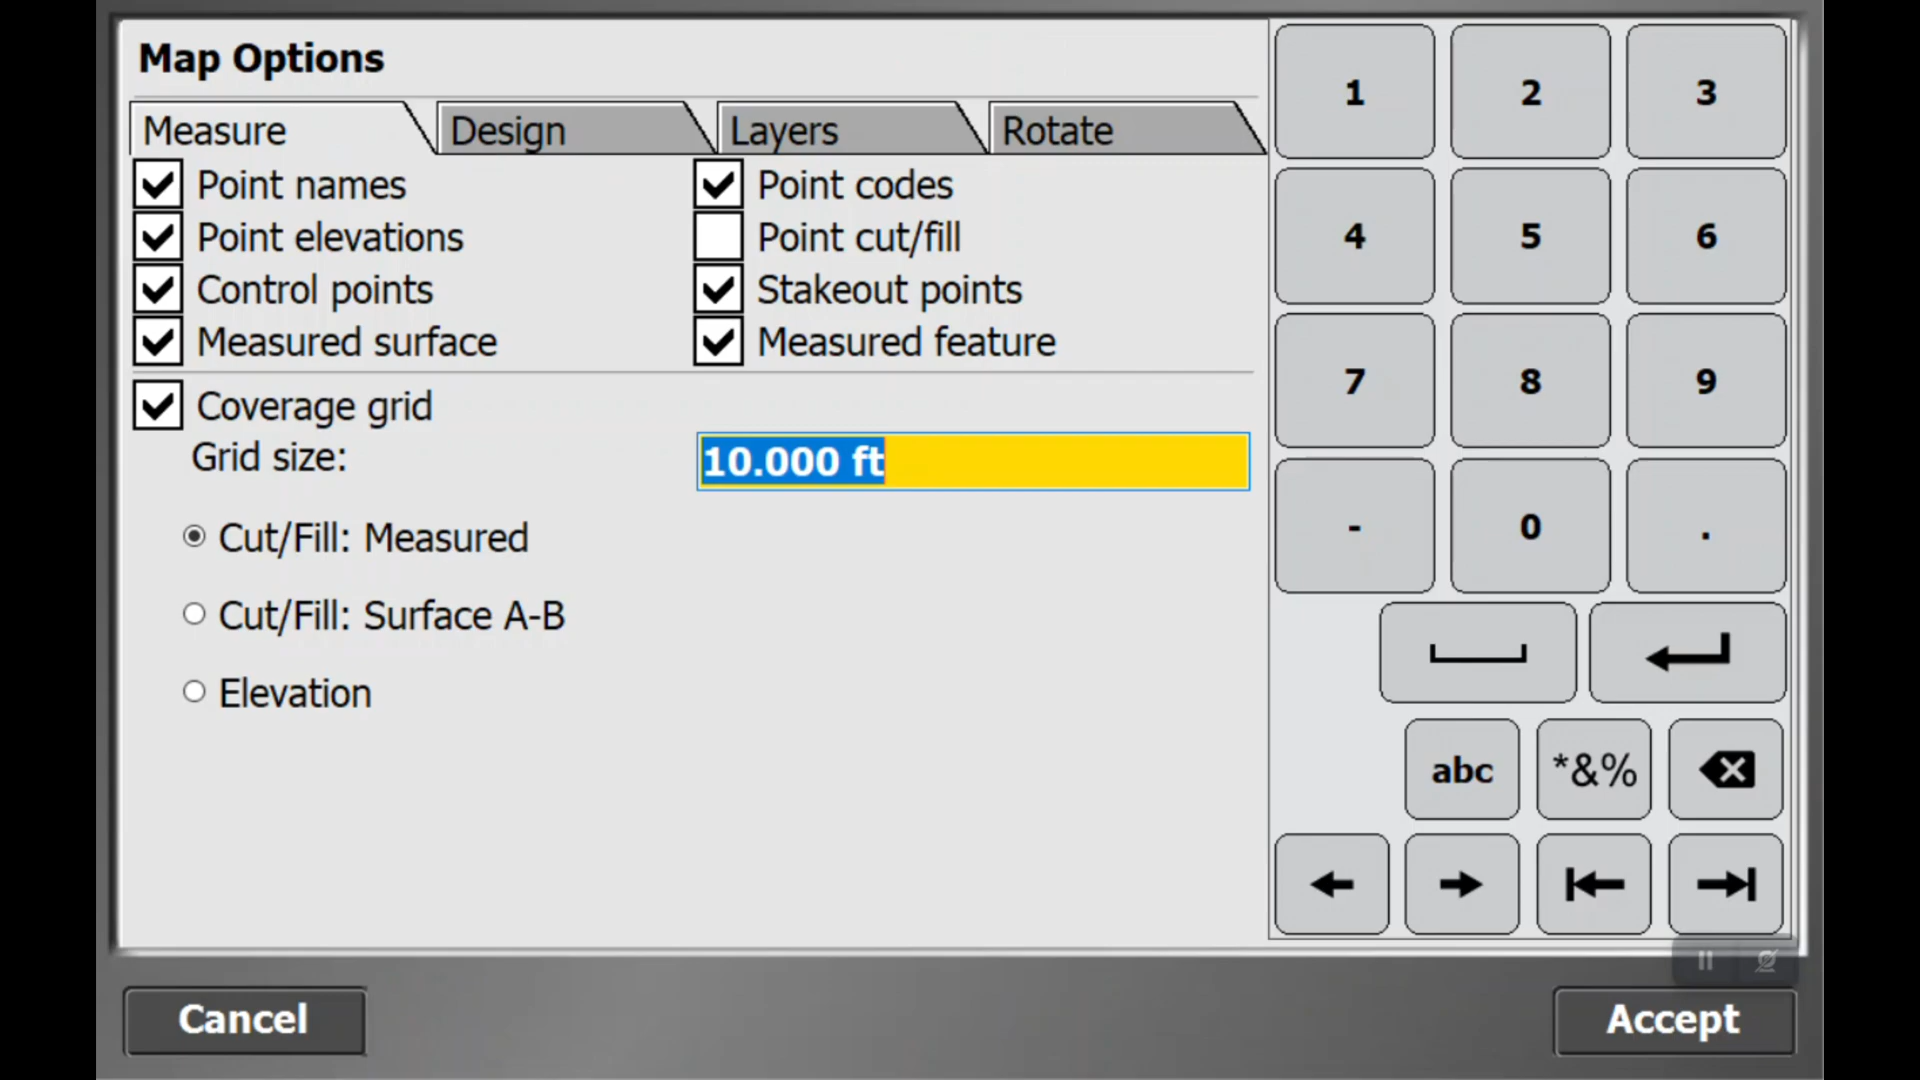 Map Options
Measure Design Layers Rotate
Point names Point codes
Point elevations Point cut/fill
Control points Stakeout points
Measured surface Measured feature
Coverage grid
Grid size: 10.000 ft
Cut/Fill: Measured
Cut/Fill: Surface A-B
Elevation
1 2 3
4 5 6
7 8 9
- 0 .
abc *&%
Cancel Accept